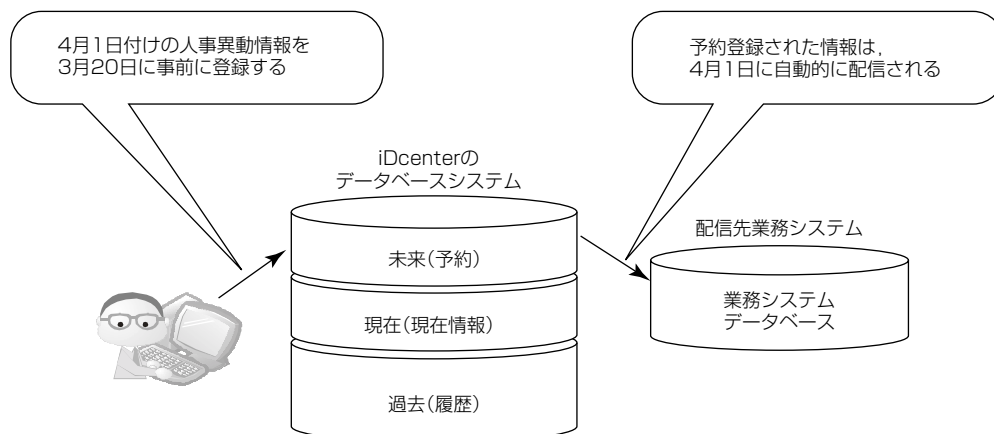 4月1日付けの人事異動情報を
3月20日に事前に登録する
予約登録された情報は,
4月1日に自動的に配信される
iDcenterの
データベースシステム
未来(予約)
現在(現在情報)
過去(履歴)
配信先業務システム
業務システム
データベース